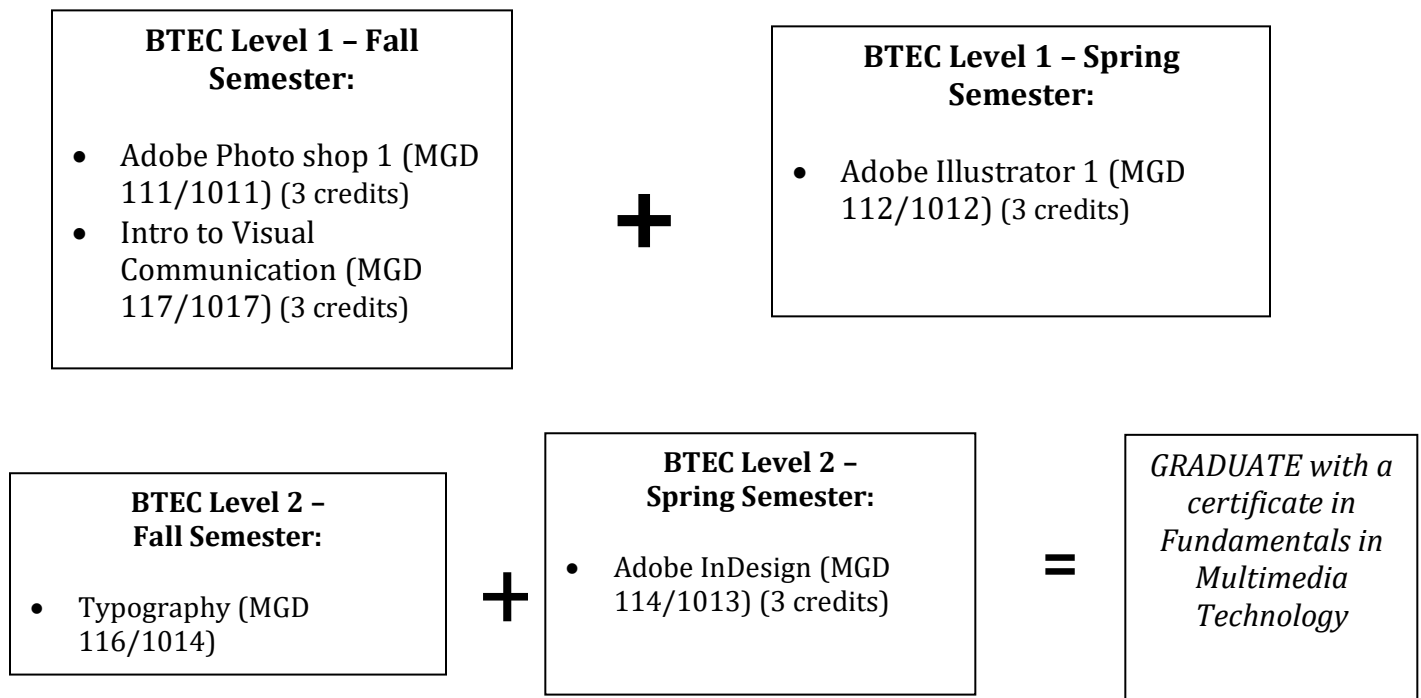 BTEC Level 1 – Fall
Semester:
• Adobe Photo shop 1 (MGD
111/1011) (3 credits)
• Intro to Visual
Communication (MGD
117/1017) (3 credits)
+
BTEC Level 1 – Spring
Semester:
• Adobe Illustrator 1 (MGD
112/1012) (3 credits)
BTEC Level 2 –
Fall Semester:
• Typography (MGD
116/1014)
+
BTEC Level 2 –
Spring Semester:
• Adobe InDesign (MGD
114/1013) (3 credits)
=
GRADUATE with a
certificate in
Fundamentals in
Multimedia
Technology